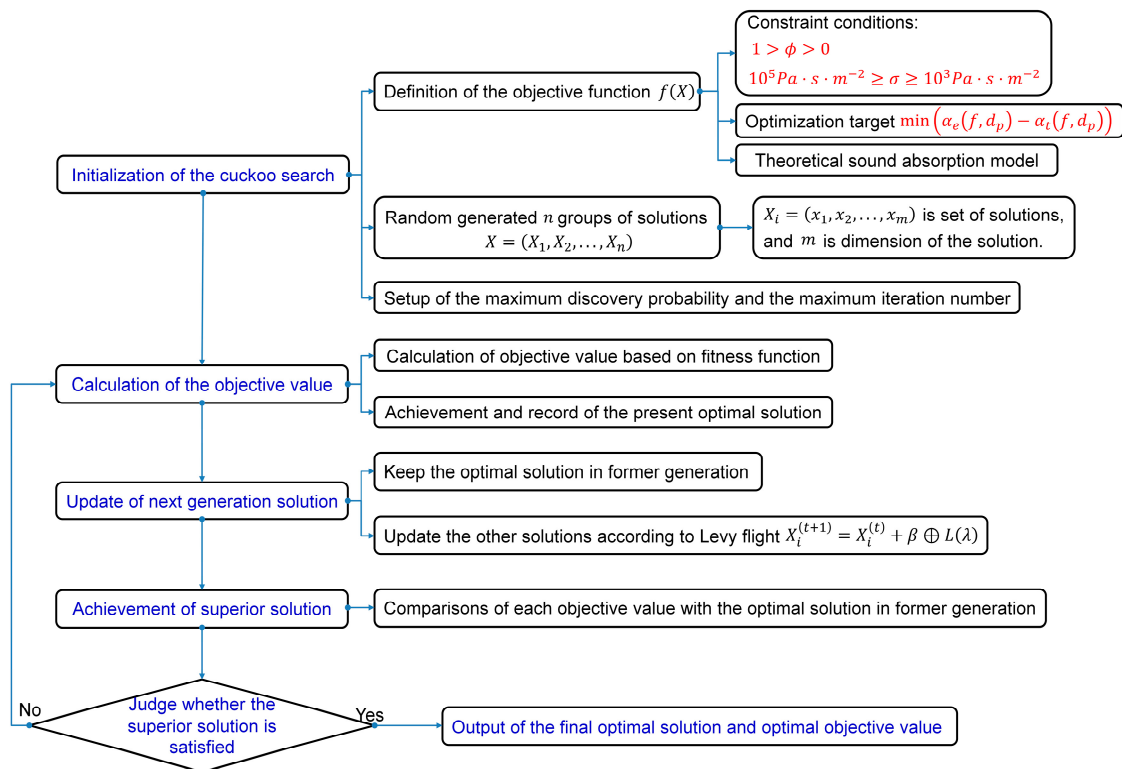 Constraint conditions:
1 > ϕ > 0
10⁵Pa · s · m⁻² ≥ σ ≥ 10³Pa · s · m⁻²
Definition of the objective function f(X)
Optimization target min(αₑ(f, dₚ) − αₜ(f, dₚ))
Theoretical sound absorption model
Initialization of the cuckoo search
Random generated n groups of solutions
X = (X₁, X₂, . . . , Xₙ)
Xᵢ = (x₁, x₂, . . . , xₘ) is set of solutions,
and m is dimension of the solution.
Setup of the maximum discovery probability and the maximum iteration number
Calculation of objective value based on fitness function
Calculation of the objective value
Achievement and record of the present optimal solution
Keep the optimal solution in former generation
Update of next generation solution
Update the other solutions according to Levy flight Xᵢ⁽ᵗ⁺¹⁾ = Xᵢ⁽ᵗ⁾ + β ⊕ L(λ)
Achievement of superior solution
Comparisons of each objective value with the optimal solution in former generation
No
Judge whether the
superior solution is
satisfied
Yes
Output of the final optimal solution and optimal objective value